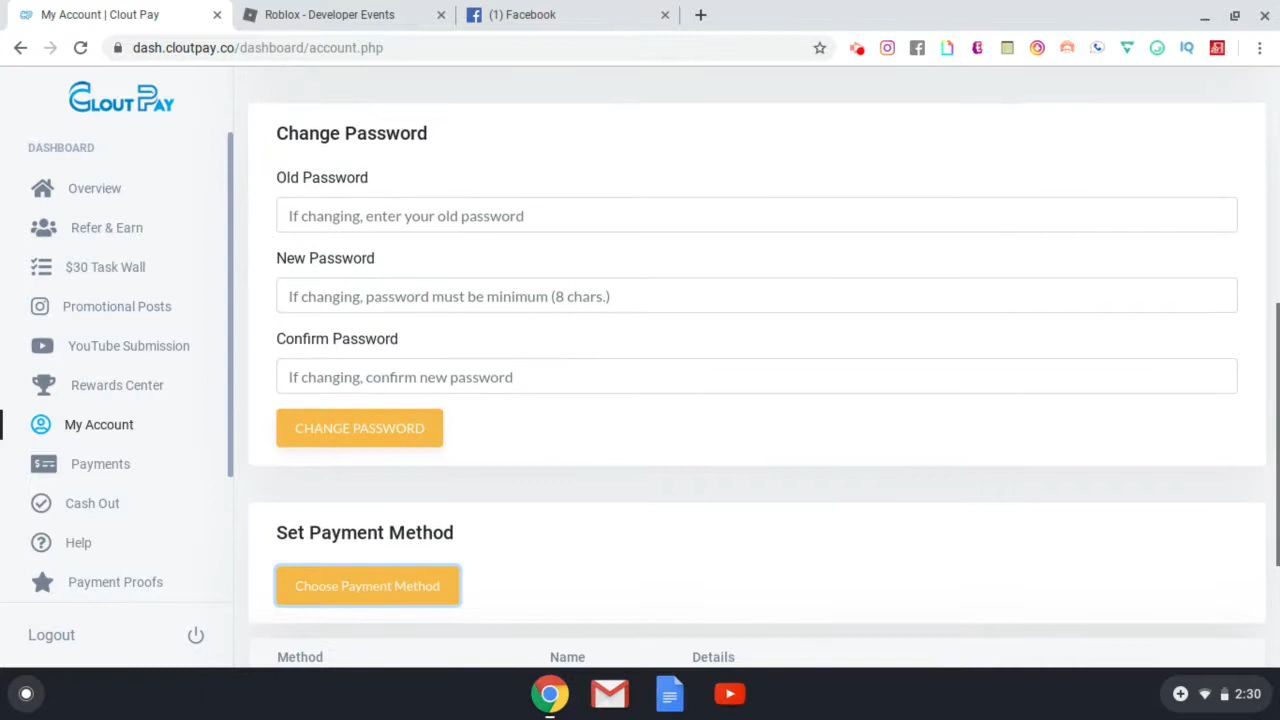 My Account | Clout Pay
Roblox - Developer Events
(1) Facebook
dash.cloutpay.co/dashboard/account.php
CLOUT PAY
DASHBOARD
Overview
Refer & Earn
$30 Task Wall
Promotional Posts
YouTube Submission
Rewards Center
My Account
Payments
Cash Out
Help
Payment Proofs
Logout
Change Password
Old Password
If changing, enter your old password
New Password
If changing, password must be minimum (8 chars.)
Confirm Password
If changing, confirm new password
CHANGE PASSWORD
Set Payment Method
Choose Payment Method
Method Name Details
2:30